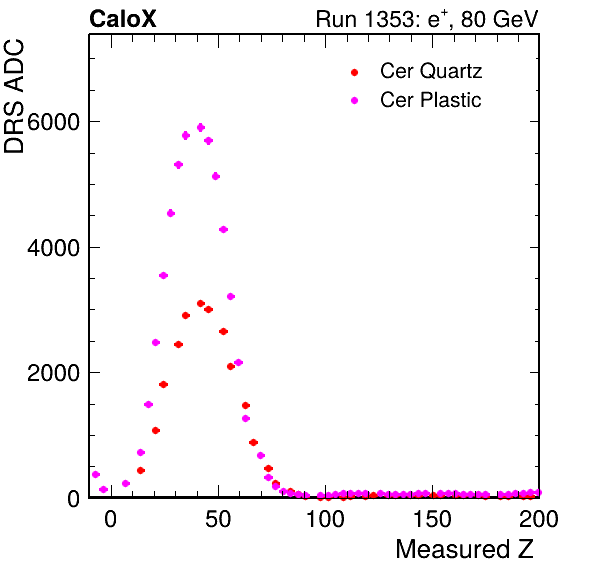 CaloX Run 1353: e⁺, 80 GeV
DRS ADC
Cer Quartz
Cer Plastic
6000
4000
2000
0
0 50 100 150 200
Measured Z